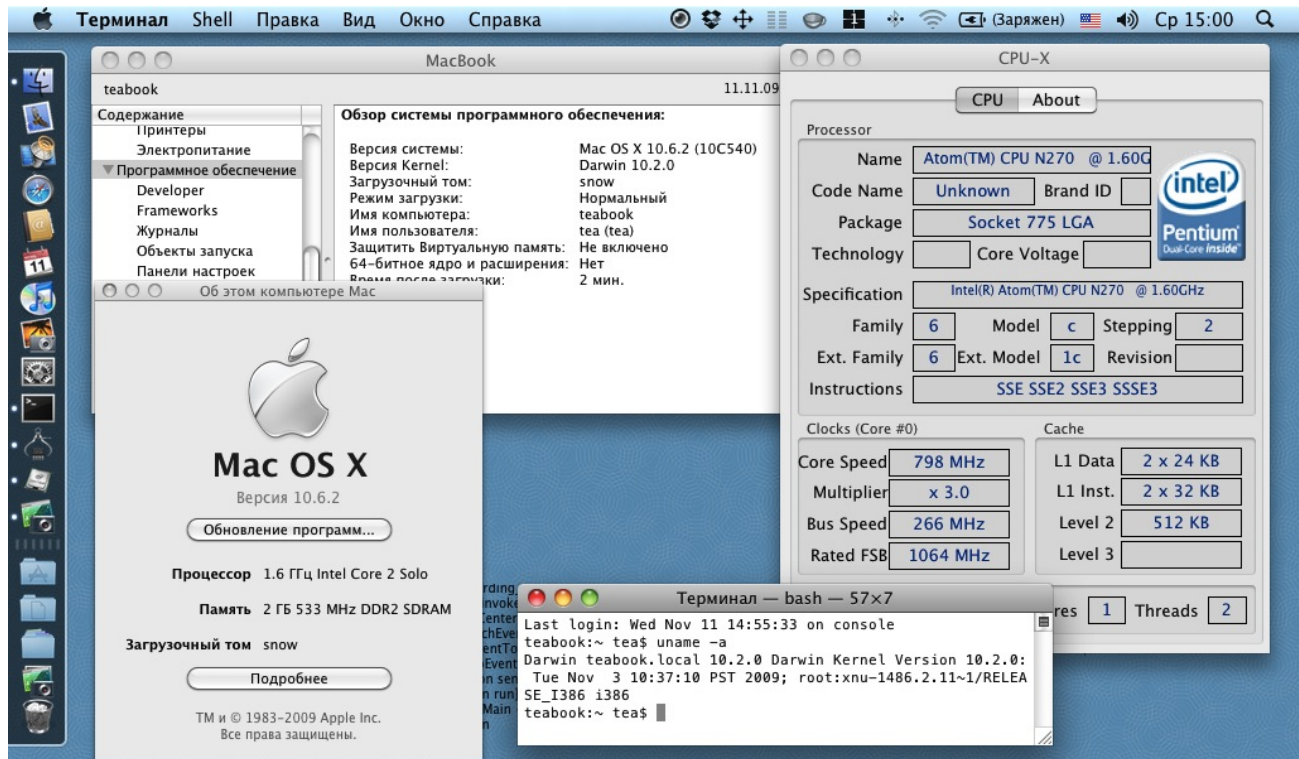 Терминал Shell Правка Вид Окно Справка 1 (Заряжен) Ср 15:00
MacBook
teabook 11.11.09
Содержание
Принтеры
Электропитание
Программное обеспечение
Developer
Frameworks
Журналы
Объекты запуска
Панели настроек
Обзор системы программного обеспечения:
Версия системы: Mac OS X 10.6.2 (10C540)
Версия Kernel: Darwin 10.2.0
Загрузочный том: snow
Режим загрузки: Нормальный
Имя компьютера: teabook
Имя пользователя: tea (tea)
Защитить Виртуальную память: Не включено
64-битное ядро и расширения: Нет
Время после загрузки: 2 мин.
CPU-X
CPU About
Processor
Name Atom(TM) CPU N270 @ 1.60G
Code Name Unknown Brand ID
Package Socket 775 LGA
Technology Core Voltage
intel
Pentium
Dual-Core inside
Specification Intel(R) Atom(TM) CPU N270 @ 1.60GHz
Family 6 Model c Stepping 2
Ext. Family 6 Ext. Model 1c Revision
Instructions SSE SSE2 SSE3 SSSE3
Clocks (Core #0)
Core Speed 798 MHz
Multiplier x 3.0
Bus Speed 266 MHz
Rated FSB 1064 MHz
Cache
L1 Data 2 x 24 KB
L1 Inst. 2 x 32 KB
Level 2 512 KB
Level 3
res 1 Threads 2
Об этом компьютере Mac
Mac OS X
Версия 10.6.2
Обновление программ...
Процессор 1.6 ГГц Intel Core 2 Solo
Память 2 ГБ 533 MHz DDR2 SDRAM
Загрузочный том snow
Подробнее
ТМ и © 1983-2009 Apple Inc.
Все права защищены.
Терминал — bash — 57×7
Last login: Wed Nov 11 14:55:33 on console
teabook:~ tea$ uname -a
Darwin teabook.local 10.2.0 Darwin Kernel Version 10.2.0:
Tue Nov 3 10:37:10 PST 2009; root:xnu-1486.2.11~1/RELEA
SE_I386 i386
teabook:~ tea$
11